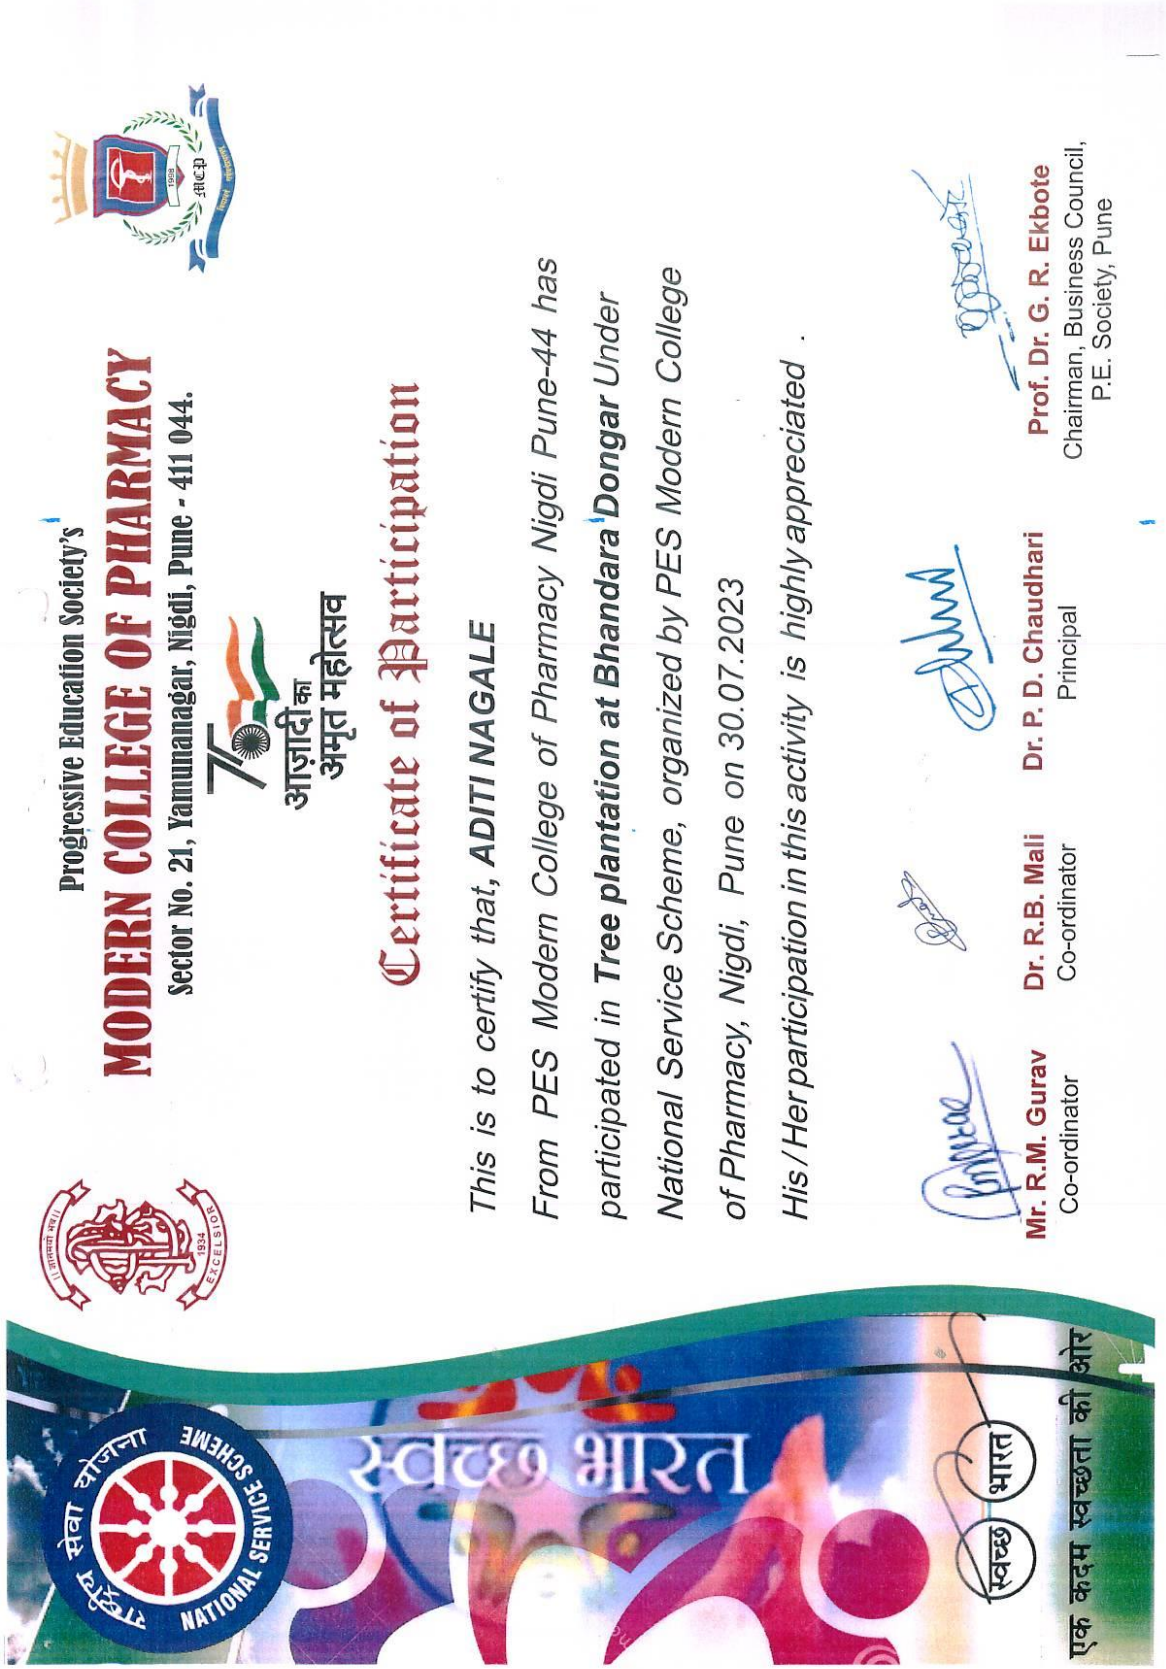 Progressive Education Society's
MODERN COLLEGE OF PHARMACY
Sector No. 21, Yamunanagar, Nigdi, Pune - 411 044.
।। ज्ञानमयो भव।।
1934
EXCELSIOR
1998
MCP
75
आज़ादी का
अमृत महोत्सव
Certificate of Participation
This is to certify that, ADITI NAGALE
From PES Modern College of Pharmacy Nigdi Pune-44 has
participated in Tree plantation at Bhandara Dongar Under
National Service Scheme, organized by PES Modern College
of Pharmacy, Nigdi, Pune on 30.07.2023
His/Her participation in this activity is highly appreciated .
Mr. R.M. Gurav
Co-ordinator
Dr. R.B. Mali
Co-ordinator
Dr. P. D. Chaudhari
Principal
Prof. Dr. G. R. Ekbote
Chairman, Business Council,
P.E. Society, Pune
राष्ट्रीय सेवा योजना
NATIONAL SERVICE SCHEME
स्वच्छ भारत
स्वच्छ भारत
एक कदम स्वच्छता की ओर